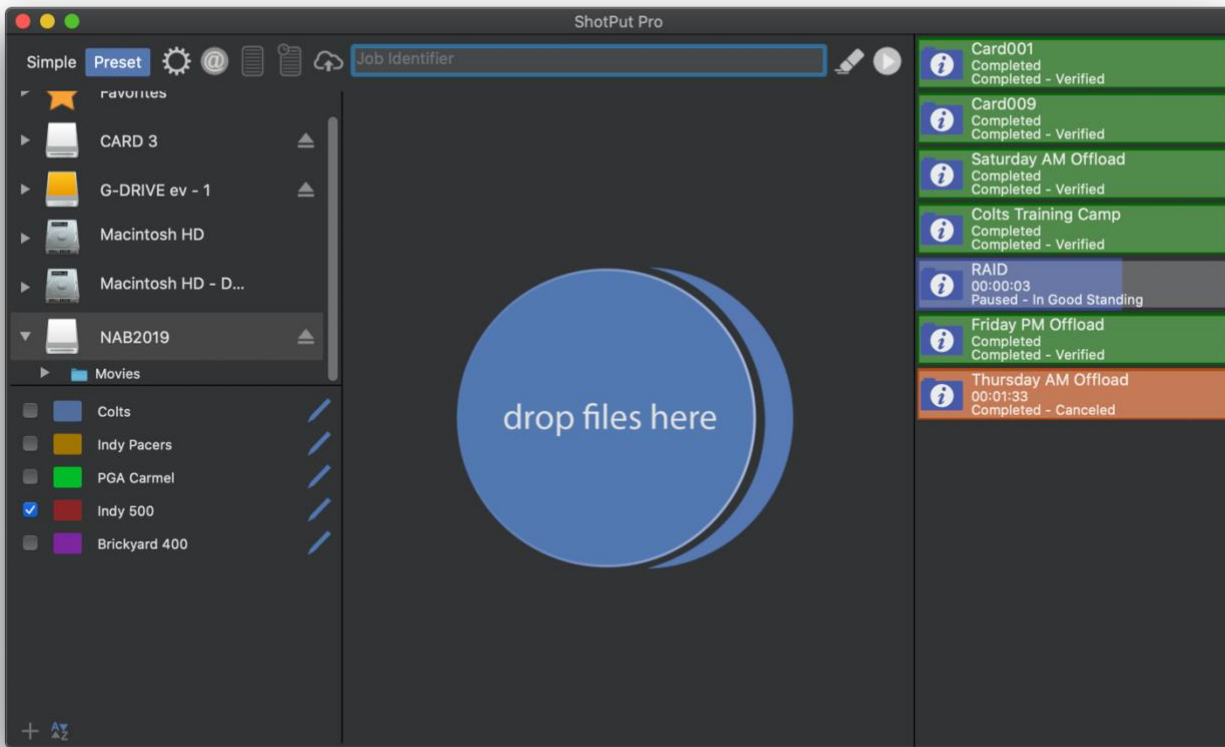 ShotPut Pro
Simple
Preset
@
Job Identifier
Favorites
CARD 3
G-DRIVE ev - 1
Macintosh HD
Macintosh HD - D...
NAB2019
Movies
Colts
Indy Pacers
PGA Carmel
Indy 500
Brickyard 400
A
Z
drop files here
i
Card001
Completed
Completed - Verified
i
Card009
Completed
Completed - Verified
i
Saturday AM Offload
Completed
Completed - Verified
i
Colts Training Camp
Completed
Completed - Verified
i
RAID
00:00:03
Paused - In Good Standing
i
Friday PM Offload
Completed
Completed - Verified
i
Thursday AM Offload
00:01:33
Completed - Canceled